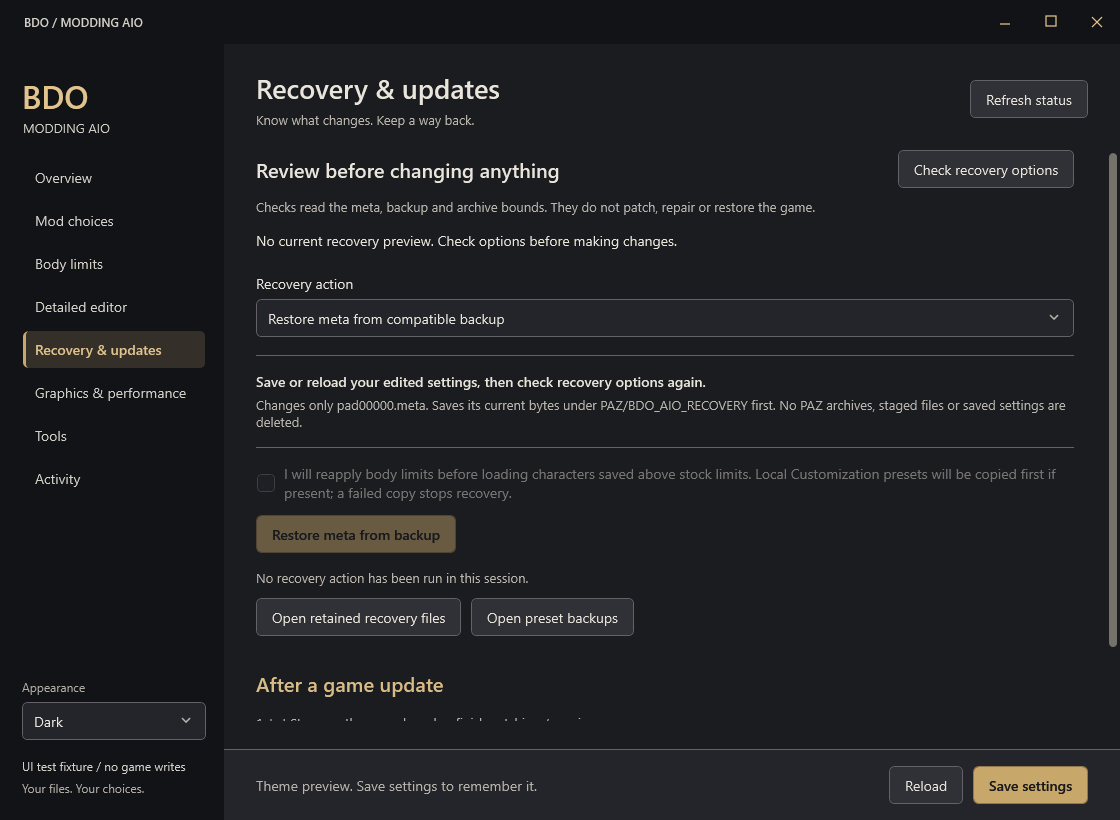 BDO / MODDING AIO
BDO
MODDING AIO
Overview
Mod choices
Body limits
Detailed editor
Recovery & updates
Graphics & performance
Tools
Activity
Appearance
Dark
UI test fixture / no game writes
Your files. Your choices.
Recovery & updates
Know what changes. Keep a way back.
Refresh status
Review before changing anything
Check recovery options
Checks read the meta, backup and archive bounds. They do not patch, repair or restore the game.
No current recovery preview. Check options before making changes.
Recovery action
Restore meta from compatible backup
Save or reload your edited settings, then check recovery options again.
Changes only pad00000.meta. Saves its current bytes under PAZ/BDO_AIO_RECOVERY first. No PAZ archives, staged files or saved settings are
deleted.
I will reapply body limits before loading characters saved above stock limits. Local Customization presets will be copied first if
present; a failed copy stops recovery.
Restore meta from backup
No recovery action has been run in this session.
Open retained recovery files
Open preset backups
After a game update
Theme preview. Save settings to remember it.
Reload
Save settings